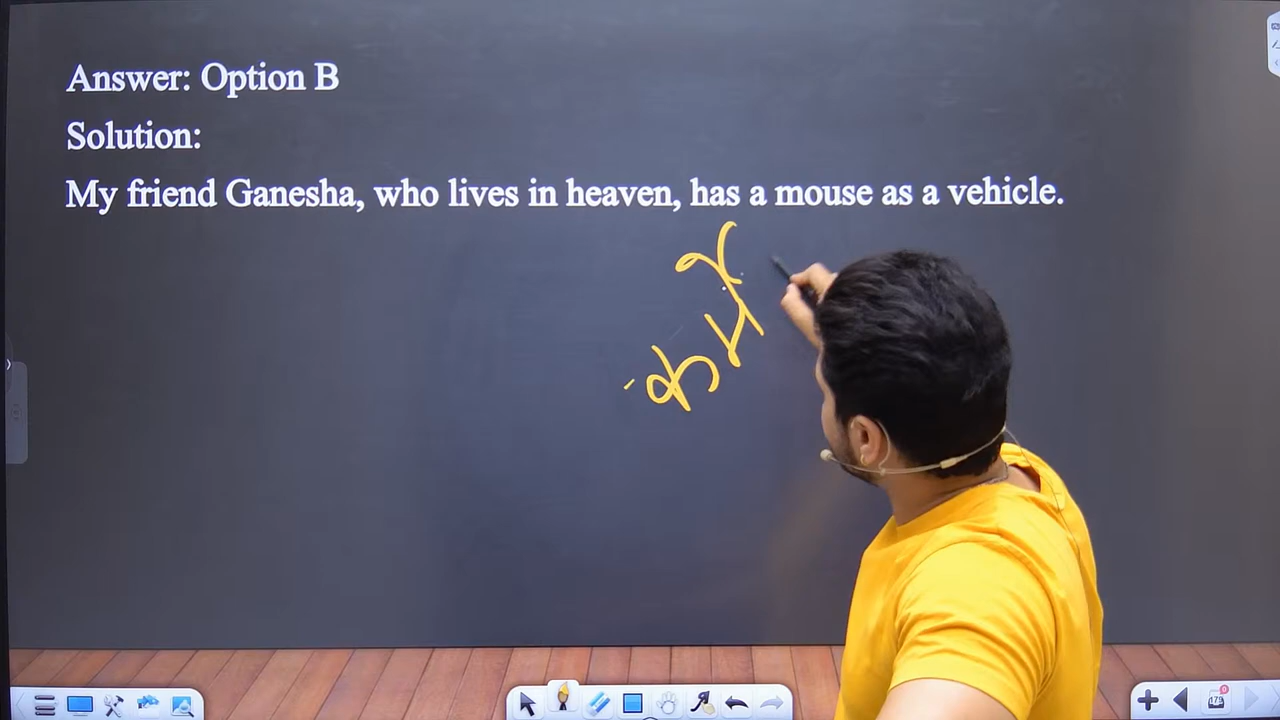 Answer: Option B
Solution:
My friend Ganesha, who lives in heaven, has a mouse as a vehicle.